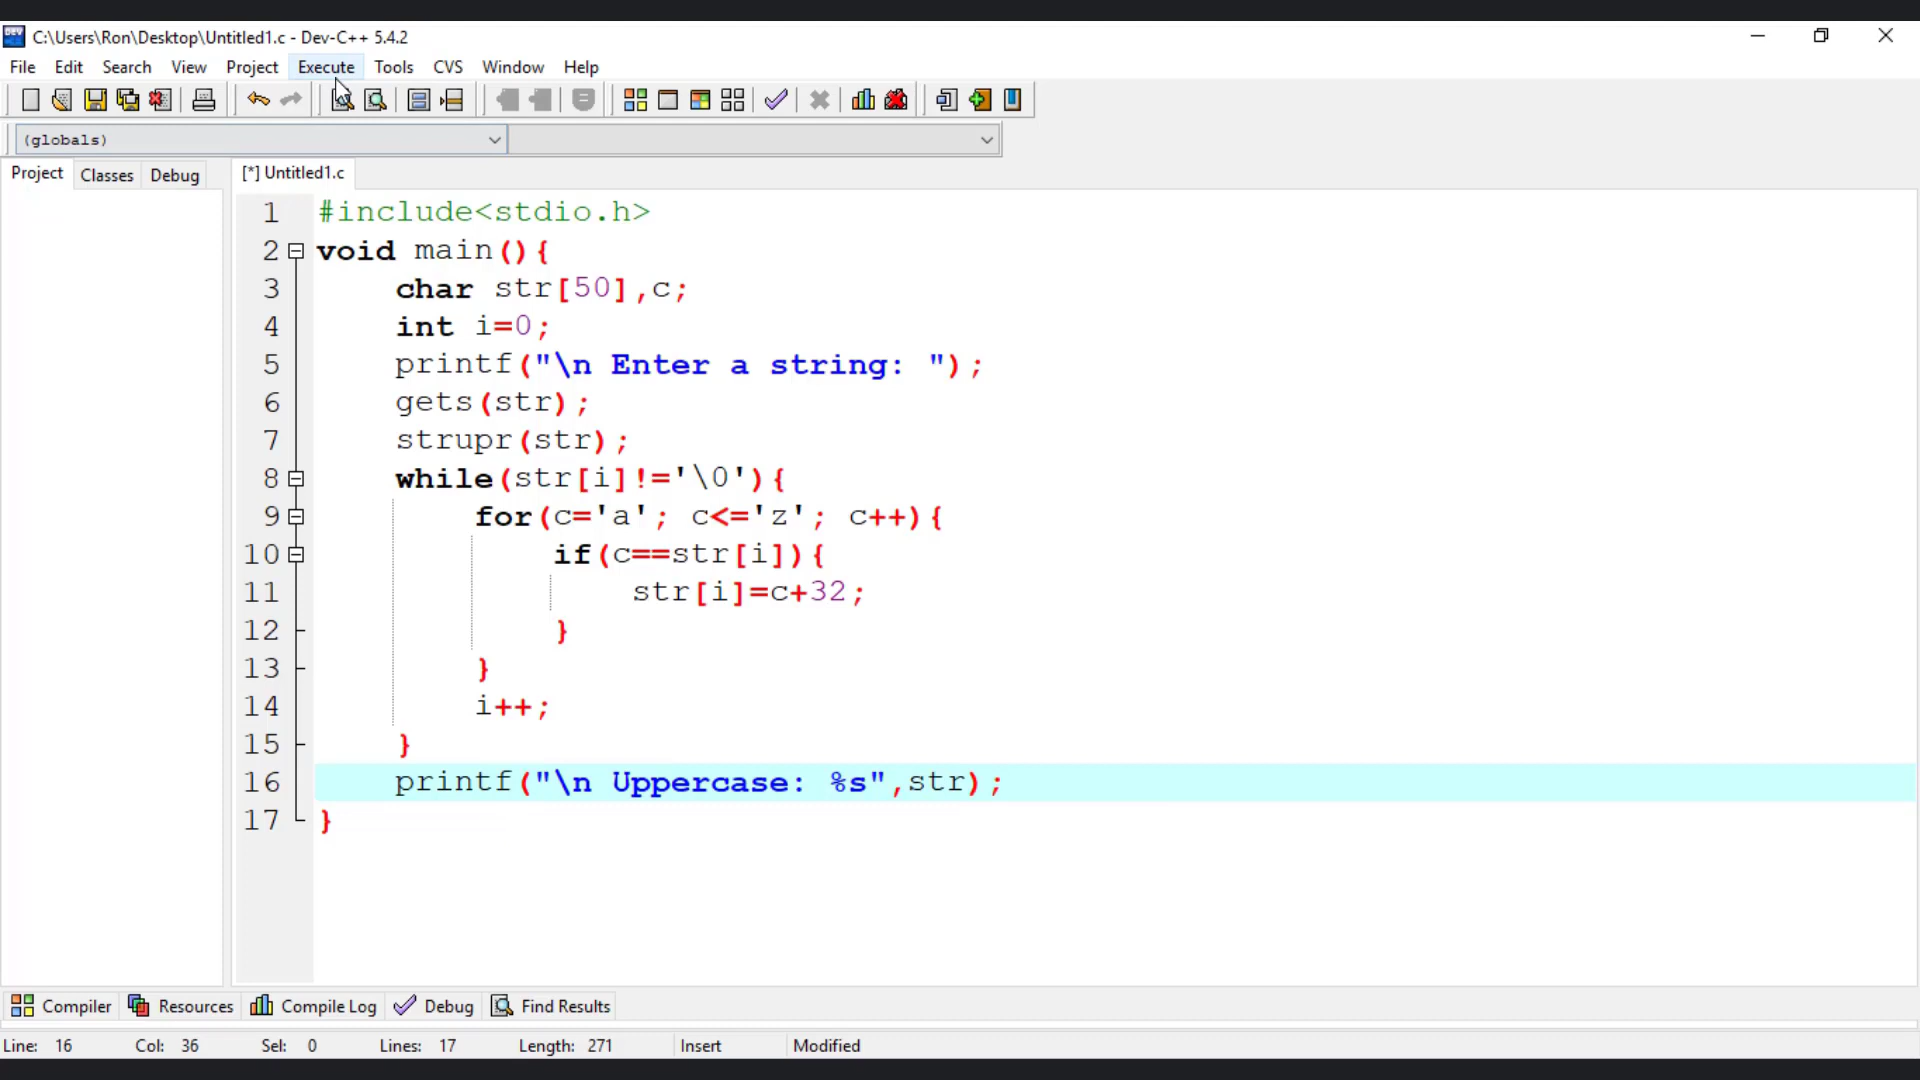 C:\Users\Ron\Desktop\Untitled1.c - Dev-C++ 5.4.2
File Edit Search View Project Execute Tools CVS Window Help
(globals)
Project Classes Debug [*] Untitled1.c
1 #include<stdio.h>
2 void main(){
3 char str[50],c;
4 int i=0;
5 printf("\n Enter a string: ");
6 gets(str);
7 strupr(str);
8 while(str[i]!='\0'){
9 for(c='a'; c<='z'; c++){
10 if(c==str[i]){
11 str[i]=c+32;
12 }
13 }
14 i++;
15 }
16 printf("\n Uppercase: %s",str);
17 }
Compiler Resources Compile Log Debug Find Results
Line: 16 Col: 36 Sel: 0 Lines: 17 Length: 271 Insert Modified